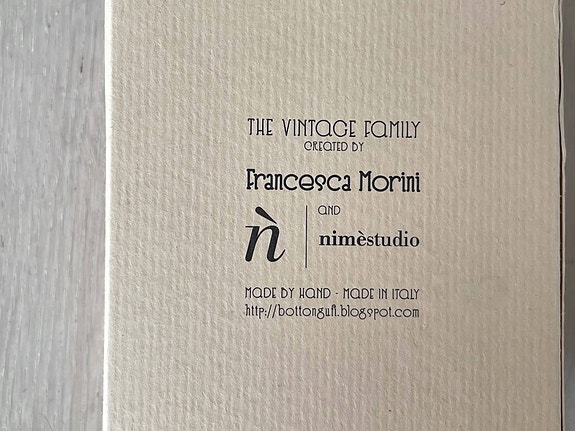 THE VINTAGE FAMILY
CREATED BY
Francesca Morini
AND
ǹ
nimèstudio
MADE BY HAND - MADE IN ITALY
http://bottongufi.blogspot.com